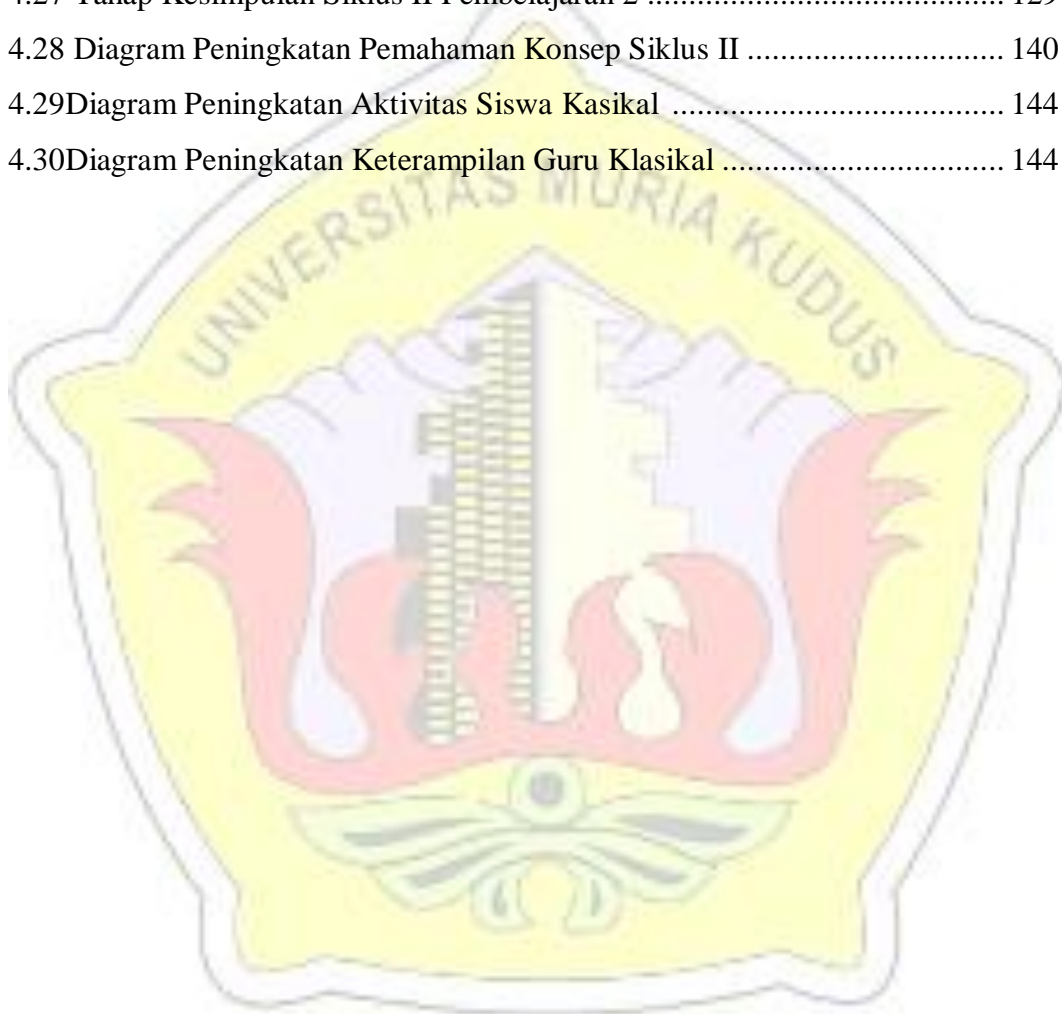 4.27 Tahap Kesimpulan Siklus II Pembelajaran 2 ........................................... 129
4.28 Diagram Peningkatan Pemahaman Konsep Siklus II ............................... 140
4.29Diagram Peningkatan Aktivitas Siswa Kasikal ........................................ 144
4.30Diagram Peningkatan Keterampilan Guru Klasikal .................................. 144
UNIVERSITAS MURIA KUDUS